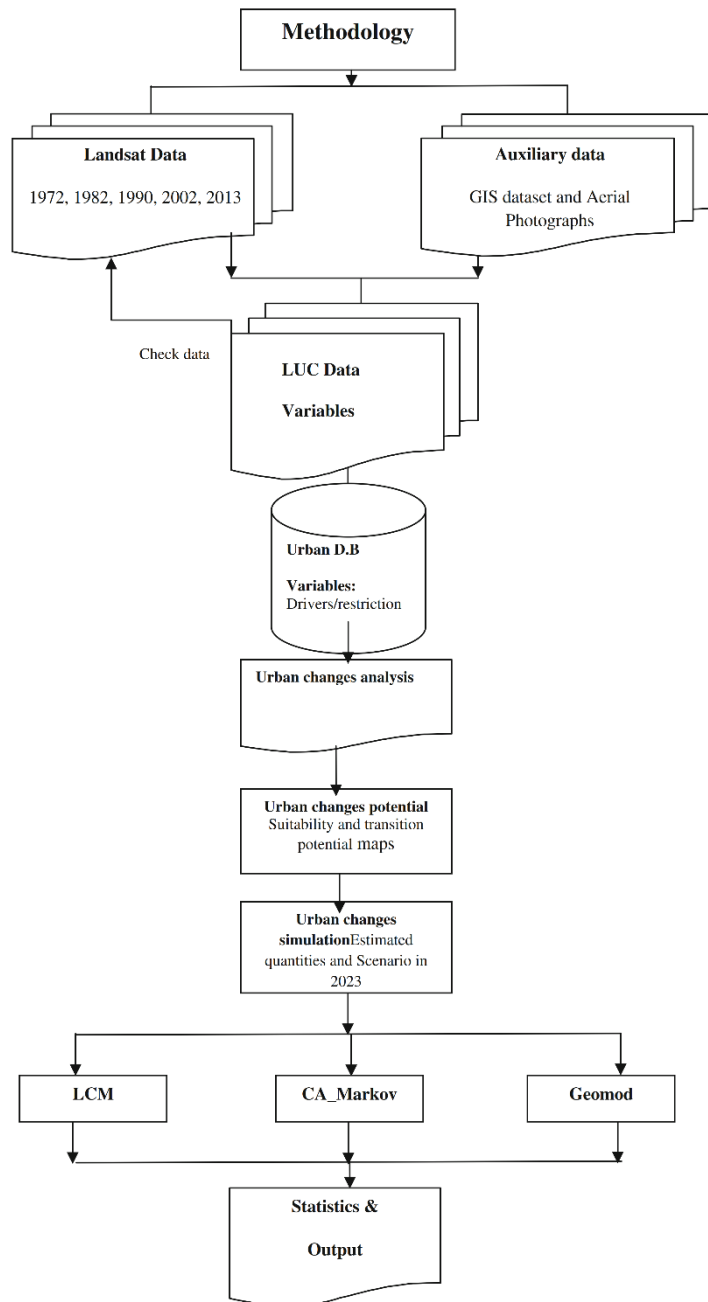 Methodology
Landsat Data
1972, 1982, 1990, 2002, 2013
Auxiliary data
GIS dataset and Aerial
Photographs
Check data
LUC Data
Variables
Urban D.B
Variables:
Drivers/restriction
Urban changes analysis
Urban changes potential
Suitability and transition
potential maps
Urban changes
simulationEstimated
quantities and Scenario in
2023
LCM
CA_Markov
Geomod
Statistics &
Output